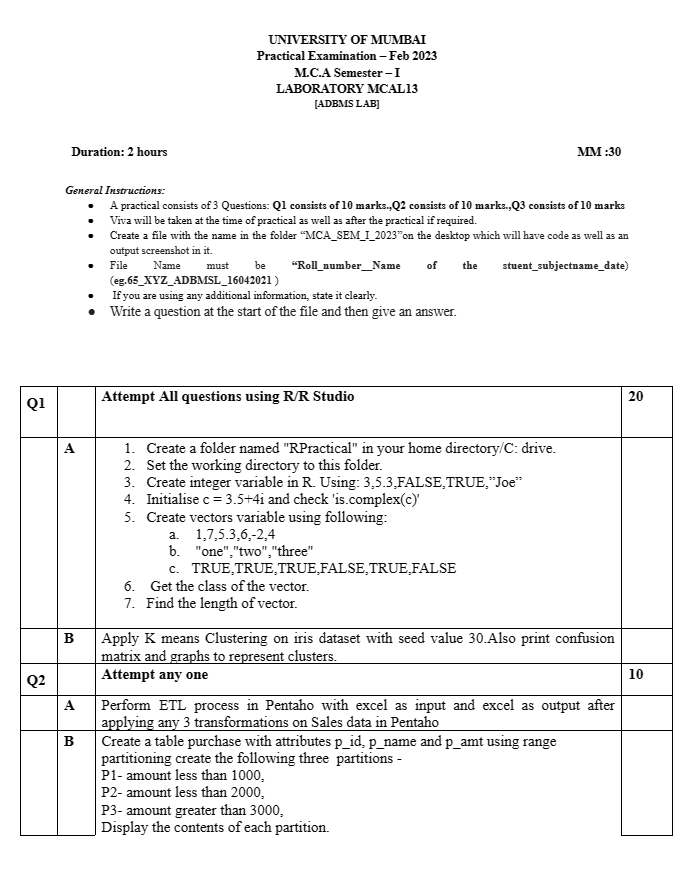 UNIVERSITY OF MUMBAI
Practical Examination – Feb 2023
M.C.A Semester – I
LABORATORY MCAL13
[ADBMS LAB]
Duration: 2 hours MM :30
General Instructions:
• A practical consists of 3 Questions: Q1 consists of 10 marks.,Q2 consists of 10 marks.,Q3 consists of 10 marks
• Viva will be taken at the time of practical as well as after the practical if required.
• Create a file with the name in the folder “MCA_SEM_I_2023”on the desktop which will have code as well as an
output screenshot in it.
• File Name must be “Roll_number__Name of the stuent_subjectname_date)
(eg.65_XYZ_ADBMSL_16042021 )
• If you are using any additional information, state it clearly.
• Write a question at the start of the file and then give an answer.
Q1 Attempt All questions using R/R Studio 20
A 1. Create a folder named "RPractical" in your home directory/C: drive.
2. Set the working directory to this folder.
3. Create integer variable in R. Using: 3,5.3,FALSE,TRUE,”Joe”
4. Initialise c = 3.5+4i and check 'is.complex(c)'
5. Create vectors variable using following:
a. 1,7,5.3,6,-2,4
b. "one","two","three"
c. TRUE,TRUE,TRUE,FALSE,TRUE,FALSE
6. Get the class of the vector.
7. Find the length of vector.
B Apply K means Clustering on iris dataset with seed value 30.Also print confusion
matrix and graphs to represent clusters.
Q2 Attempt any one 10
A Perform ETL process in Pentaho with excel as input and excel as output after
applying any 3 transformations on Sales data in Pentaho
B Create a table purchase with attributes p_id, p_name and p_amt using range
partitioning create the following three partitions -
P1- amount less than 1000,
P2- amount less than 2000,
P3- amount greater than 3000,
Display the contents of each partition.